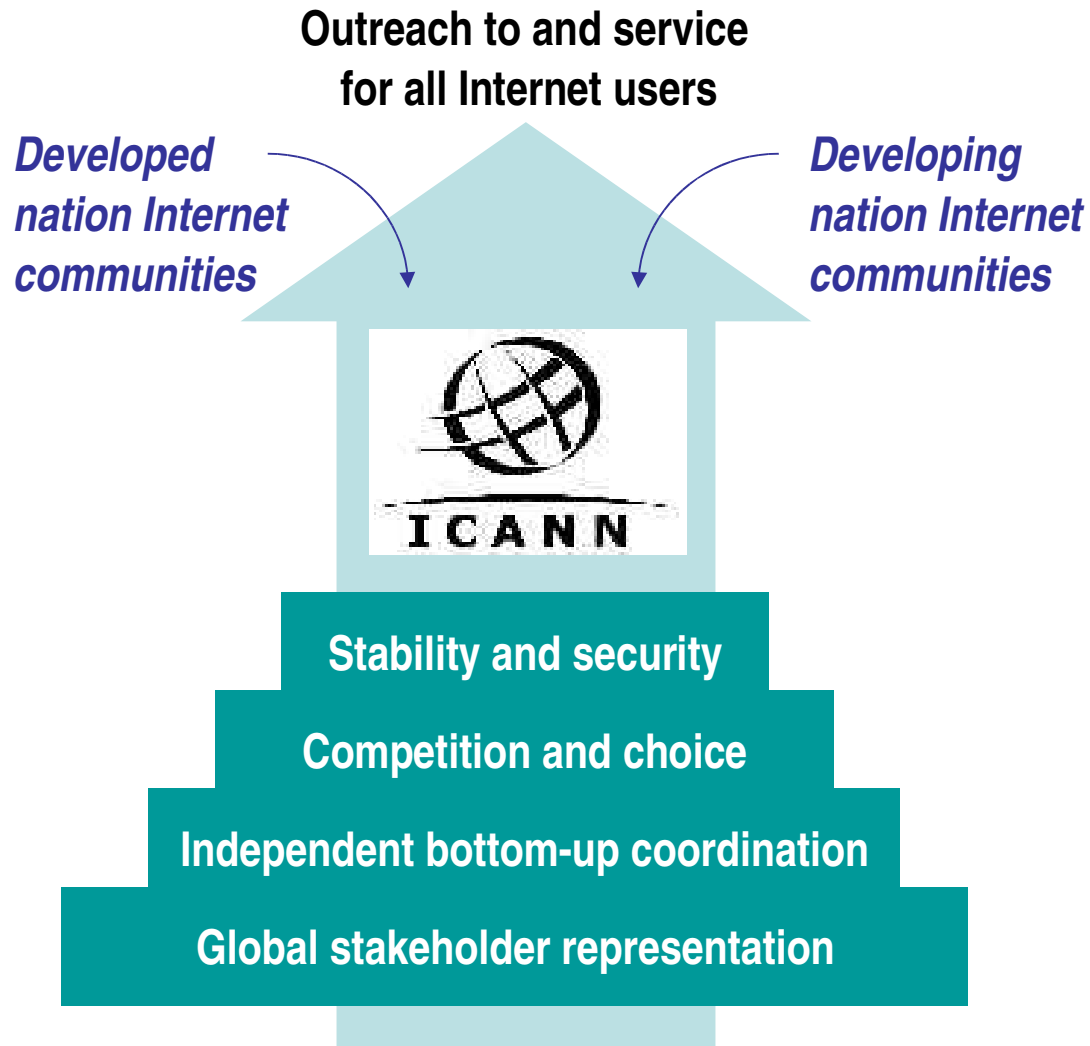 Outreach to and service
for all Internet users
Developed
nation Internet
communities
Developing
nation Internet
communities
ICANN
Stability and security
Competition and choice
Independent bottom-up coordination
Global stakeholder representation